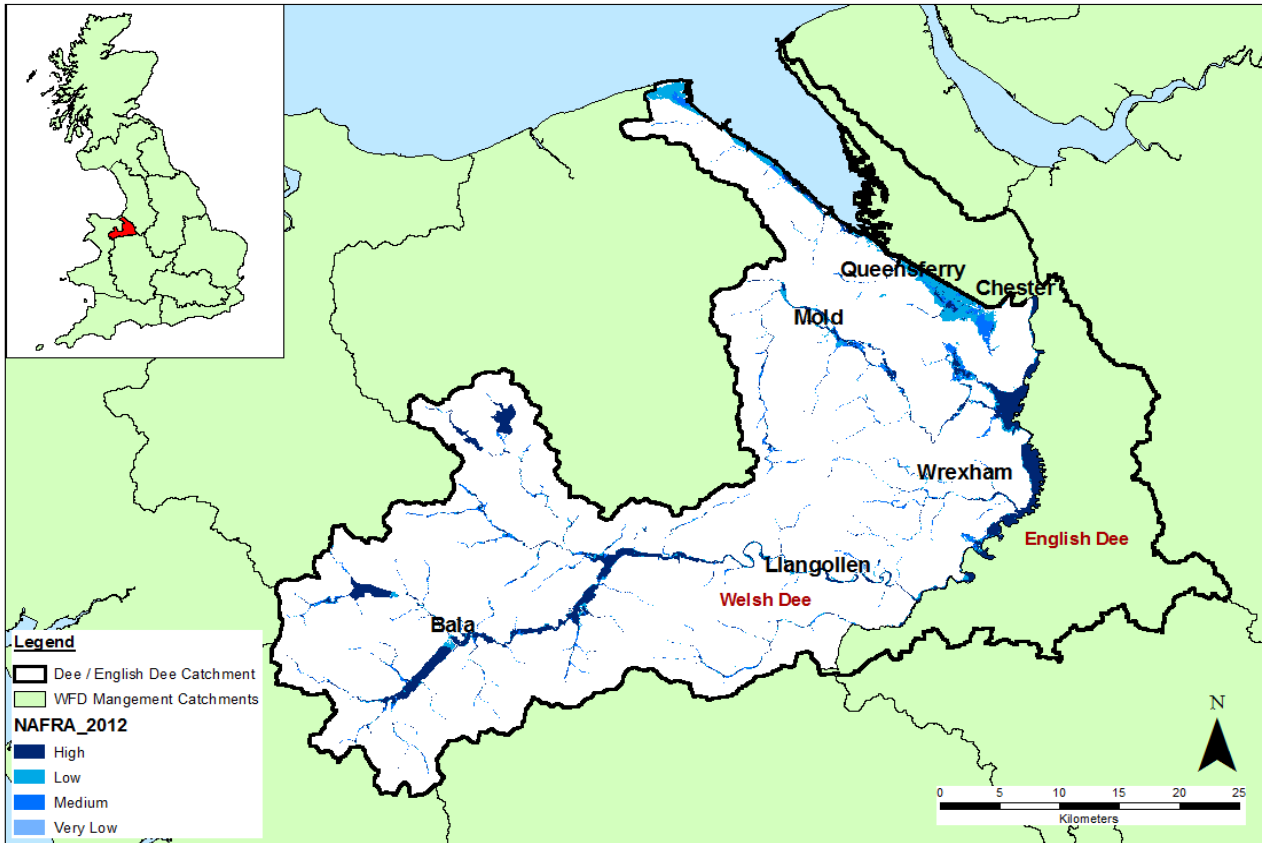 Queensferry
Chester
Mold
Wrexham
English Dee
Llangollen
Welsh Dee
Bala
Legend
Dee / English Dee Catchment
WFD Mangement Catchments
NAFRA_2012
High
Low
Medium
Very Low
N
0 5 10 15 20 25
Kilometers